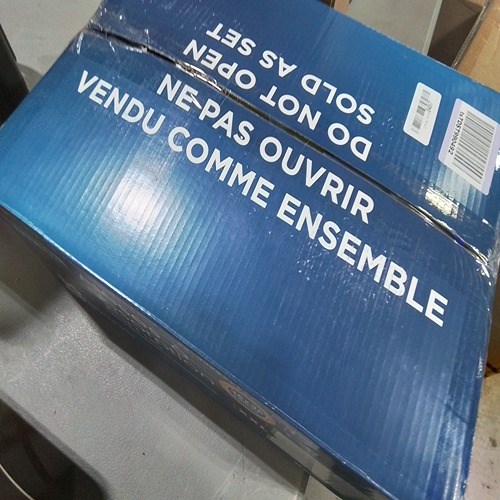 DO NOT OPEN
SOLD AS SET
NE PAS OUVRIR
VENDU COMME ENSEMBLE